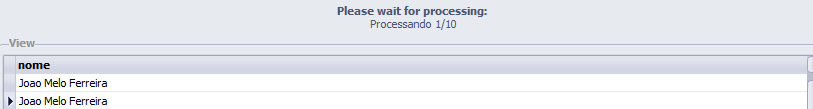 Please wait for processing:
Processando 1/10
View
nome
Joao Melo Ferreira
Joao Melo Ferreira